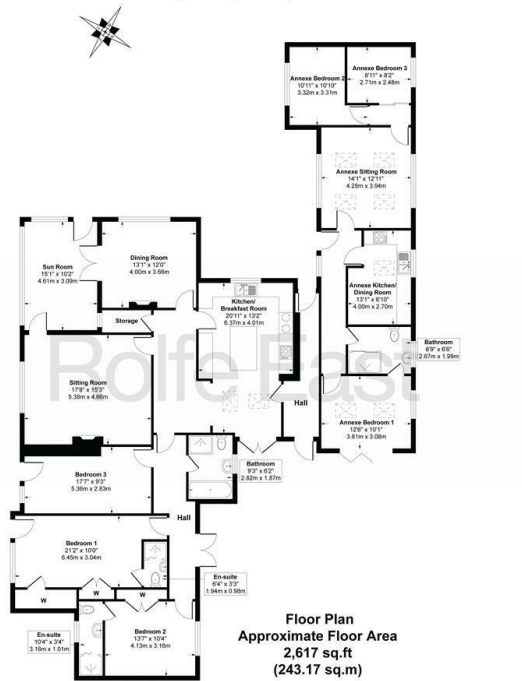 Annexe Bedroom 3
8'11" x 8'2"
2.71m x 2.48m
Annexe Bedroom 2
10'11" x 10'10"
3.32m x 3.31m
Annexe Sitting Room
14'1" x 12'11"
4.28m x 3.94m
Sun Room
15'1" x 10'2"
4.61m x 3.09m
Dining Room
13'1" x 12'0"
4.00m x 3.66m
Kitchen/
Breakfast Room
20'11" x 13'2"
6.37m x 4.01m
Annexe Kitchen/
Dining Room
13'1" x 8'10"
4.00m x 2.70m
Storage
Bathroom
8'9" x 6'6"
2.67m x 1.99m
Rolfe East
Sitting Room
17'8" x 15'3"
5.38m x 4.66m
Hall
Annexe Bedroom 1
12'6" x 10'1"
3.81m x 3.08m
Bedroom 3
17'7" x 9'3"
5.36m x 2.83m
Bathroom
9'3" x 6'2"
2.82m x 1.87m
Hall
Bedroom 1
21'2" x 10'0"
6.45m x 3.04m
En-suite
6'4" x 3'3"
1.94m x 0.98m
W
W
W
En-suite
10'4" x 3'4"
3.16m x 1.01m
Bedroom 2
13'7" x 10'4"
4.13m x 3.16m
Floor Plan
Approximate Floor Area
2,617 sq.ft
(243.17 sq.m)